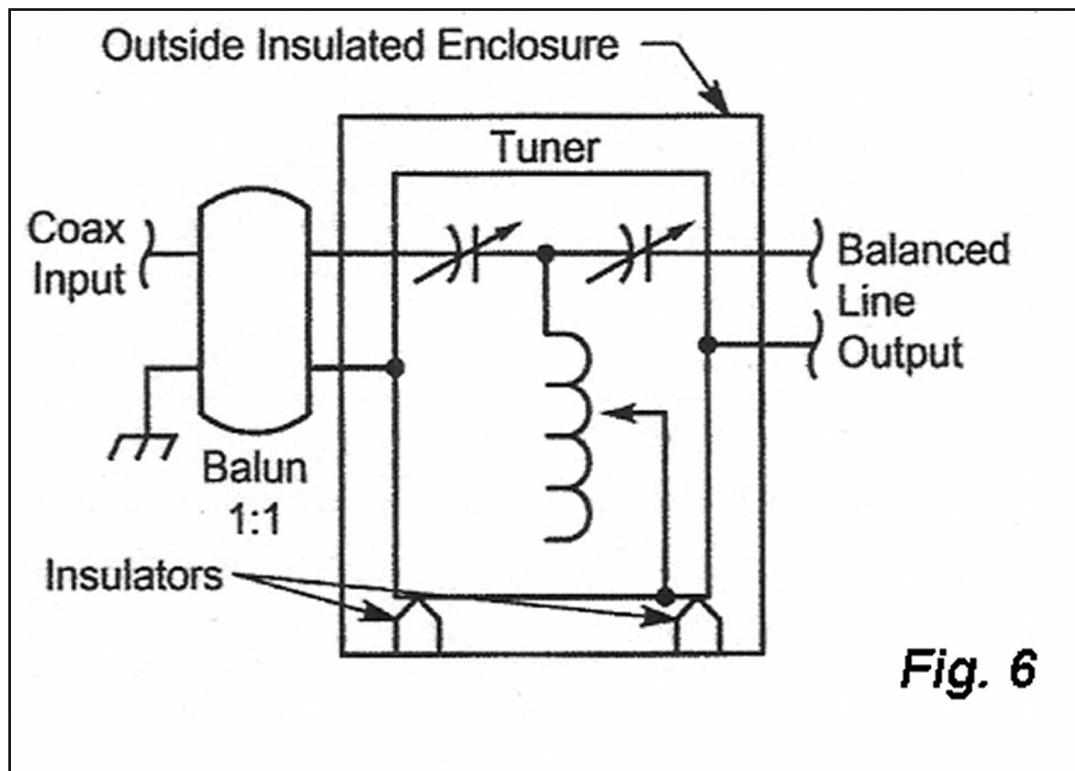 Outside Insulated Enclosure
Tuner
Coax
Input
Balanced
Line
Output
Balun
1:1
Insulators
Fig. 6